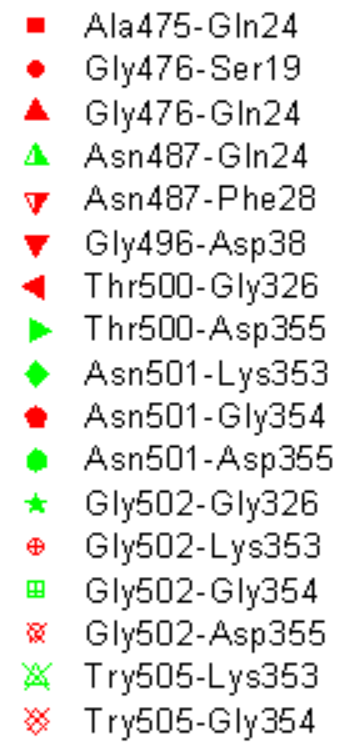 Ala475-Gln24
Gly476-Ser19
Gly476-Gln24
Asn487-Gln24
Asn487-Phe28
Gly496-Asp38
Thr500-Gly326
Thr500-Asp355
Asn501-Lys353
Asn501-Gly354
Asn501-Asp355
Gly502-Gly326
Gly502-Lys353
Gly502-Gly354
Gly502-Asp355
Try505-Lys353
Try505-Gly354